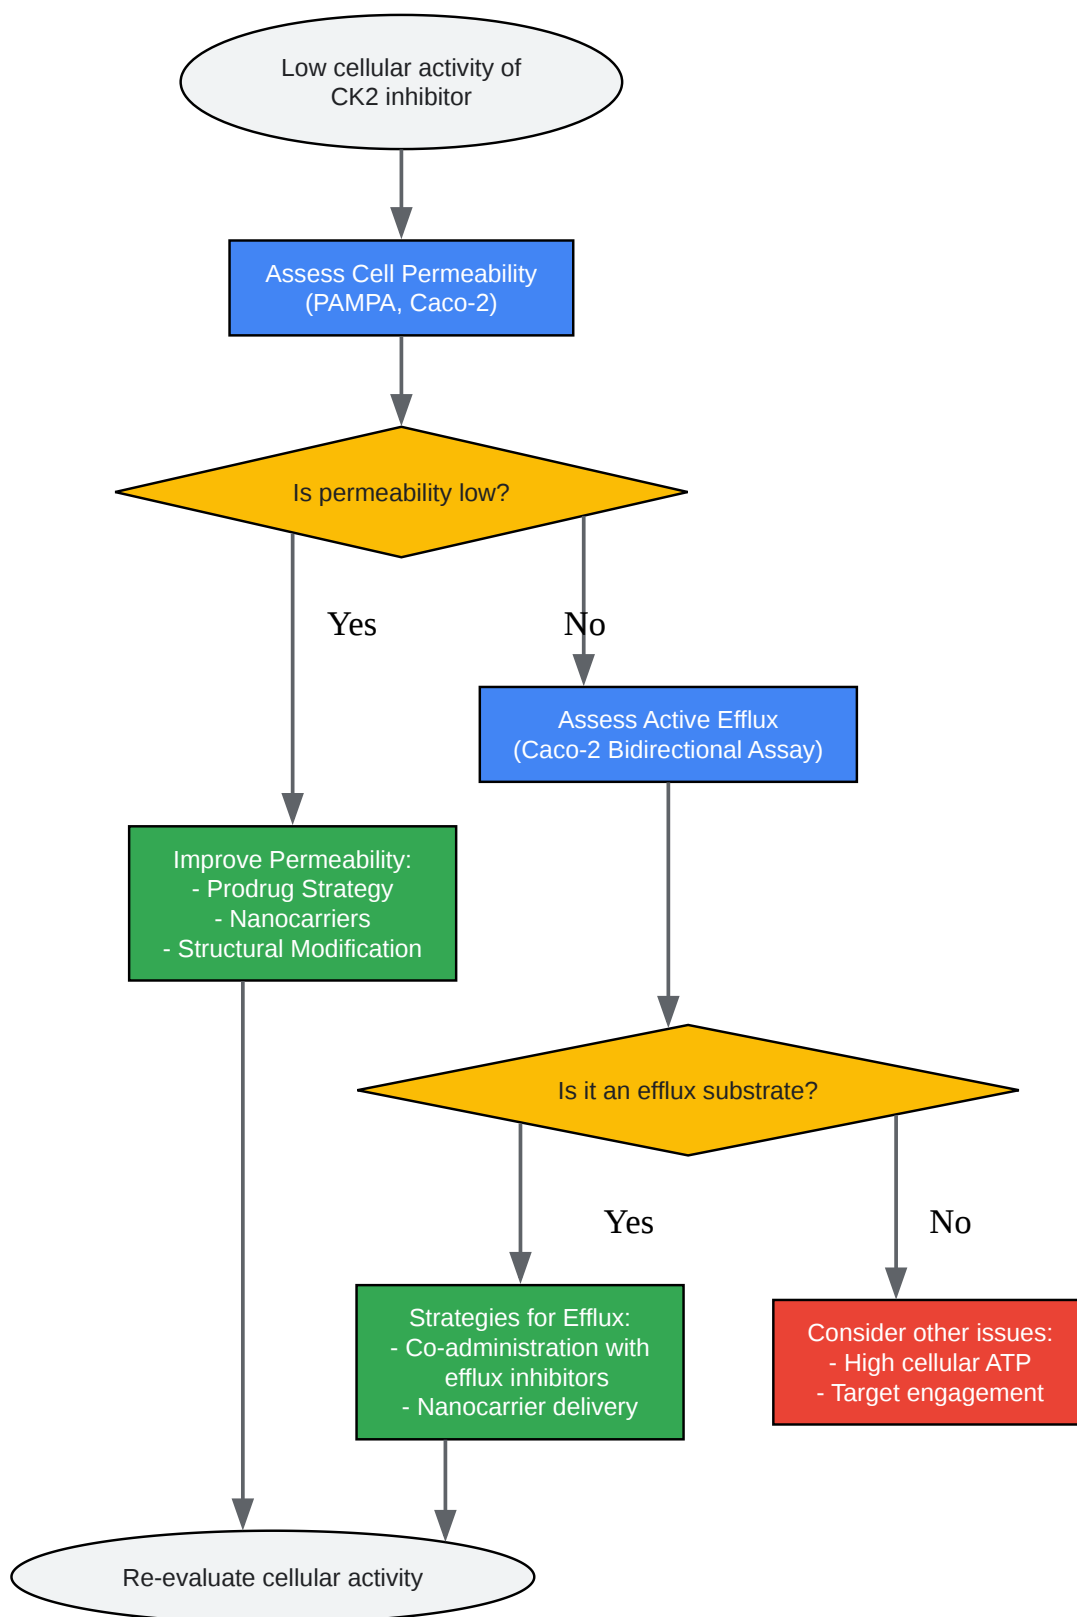 Low cellular activity of
CK2 inhibitor
Assess Cell Permeability
(PAMPA, Caco-2)
Is permeability low?
Yes
No
Assess Active Efflux
(Caco-2 Bidirectional Assay)
Improve Permeability:
- Prodrug Strategy
- Nanocarriers
- Structural Modification
Is it an efflux substrate?
Yes
No
Strategies for Efflux:
- Co-administration with
efflux inhibitors
- Nanocarrier delivery
Consider other issues:
- High cellular ATP
- Target engagement
Re-evaluate cellular activity